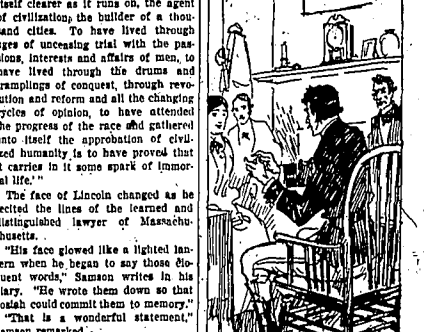 itself clearer as it runs on, the agent
of civilization, the builder of a thou-
sand cities. To have lived through
ages of unceasing trial with the pas-
sions, interests and affairs of men, to
have lived through the drums and
tramplings of conquest, through revo-
lution and reform and all the changing
cycles of opinion, to have attended
the progress of the race and gathered
unto itself the approbation of civil-
ized humanity is to have proved that
it carries in it some spark of immor-
al life.'"
The face of Lincoln changed as he
recited the lines of the learned and
distinguished lawyer of Massachu-
husetts.
"His face glowed like a lighted lan-
tern when he began to say those elo-
quent words," Samson writes in his
diary. "He wrote them down so that
Josiah could commit them to memory."
"That is a wonderful statement,"
Samson remarked.